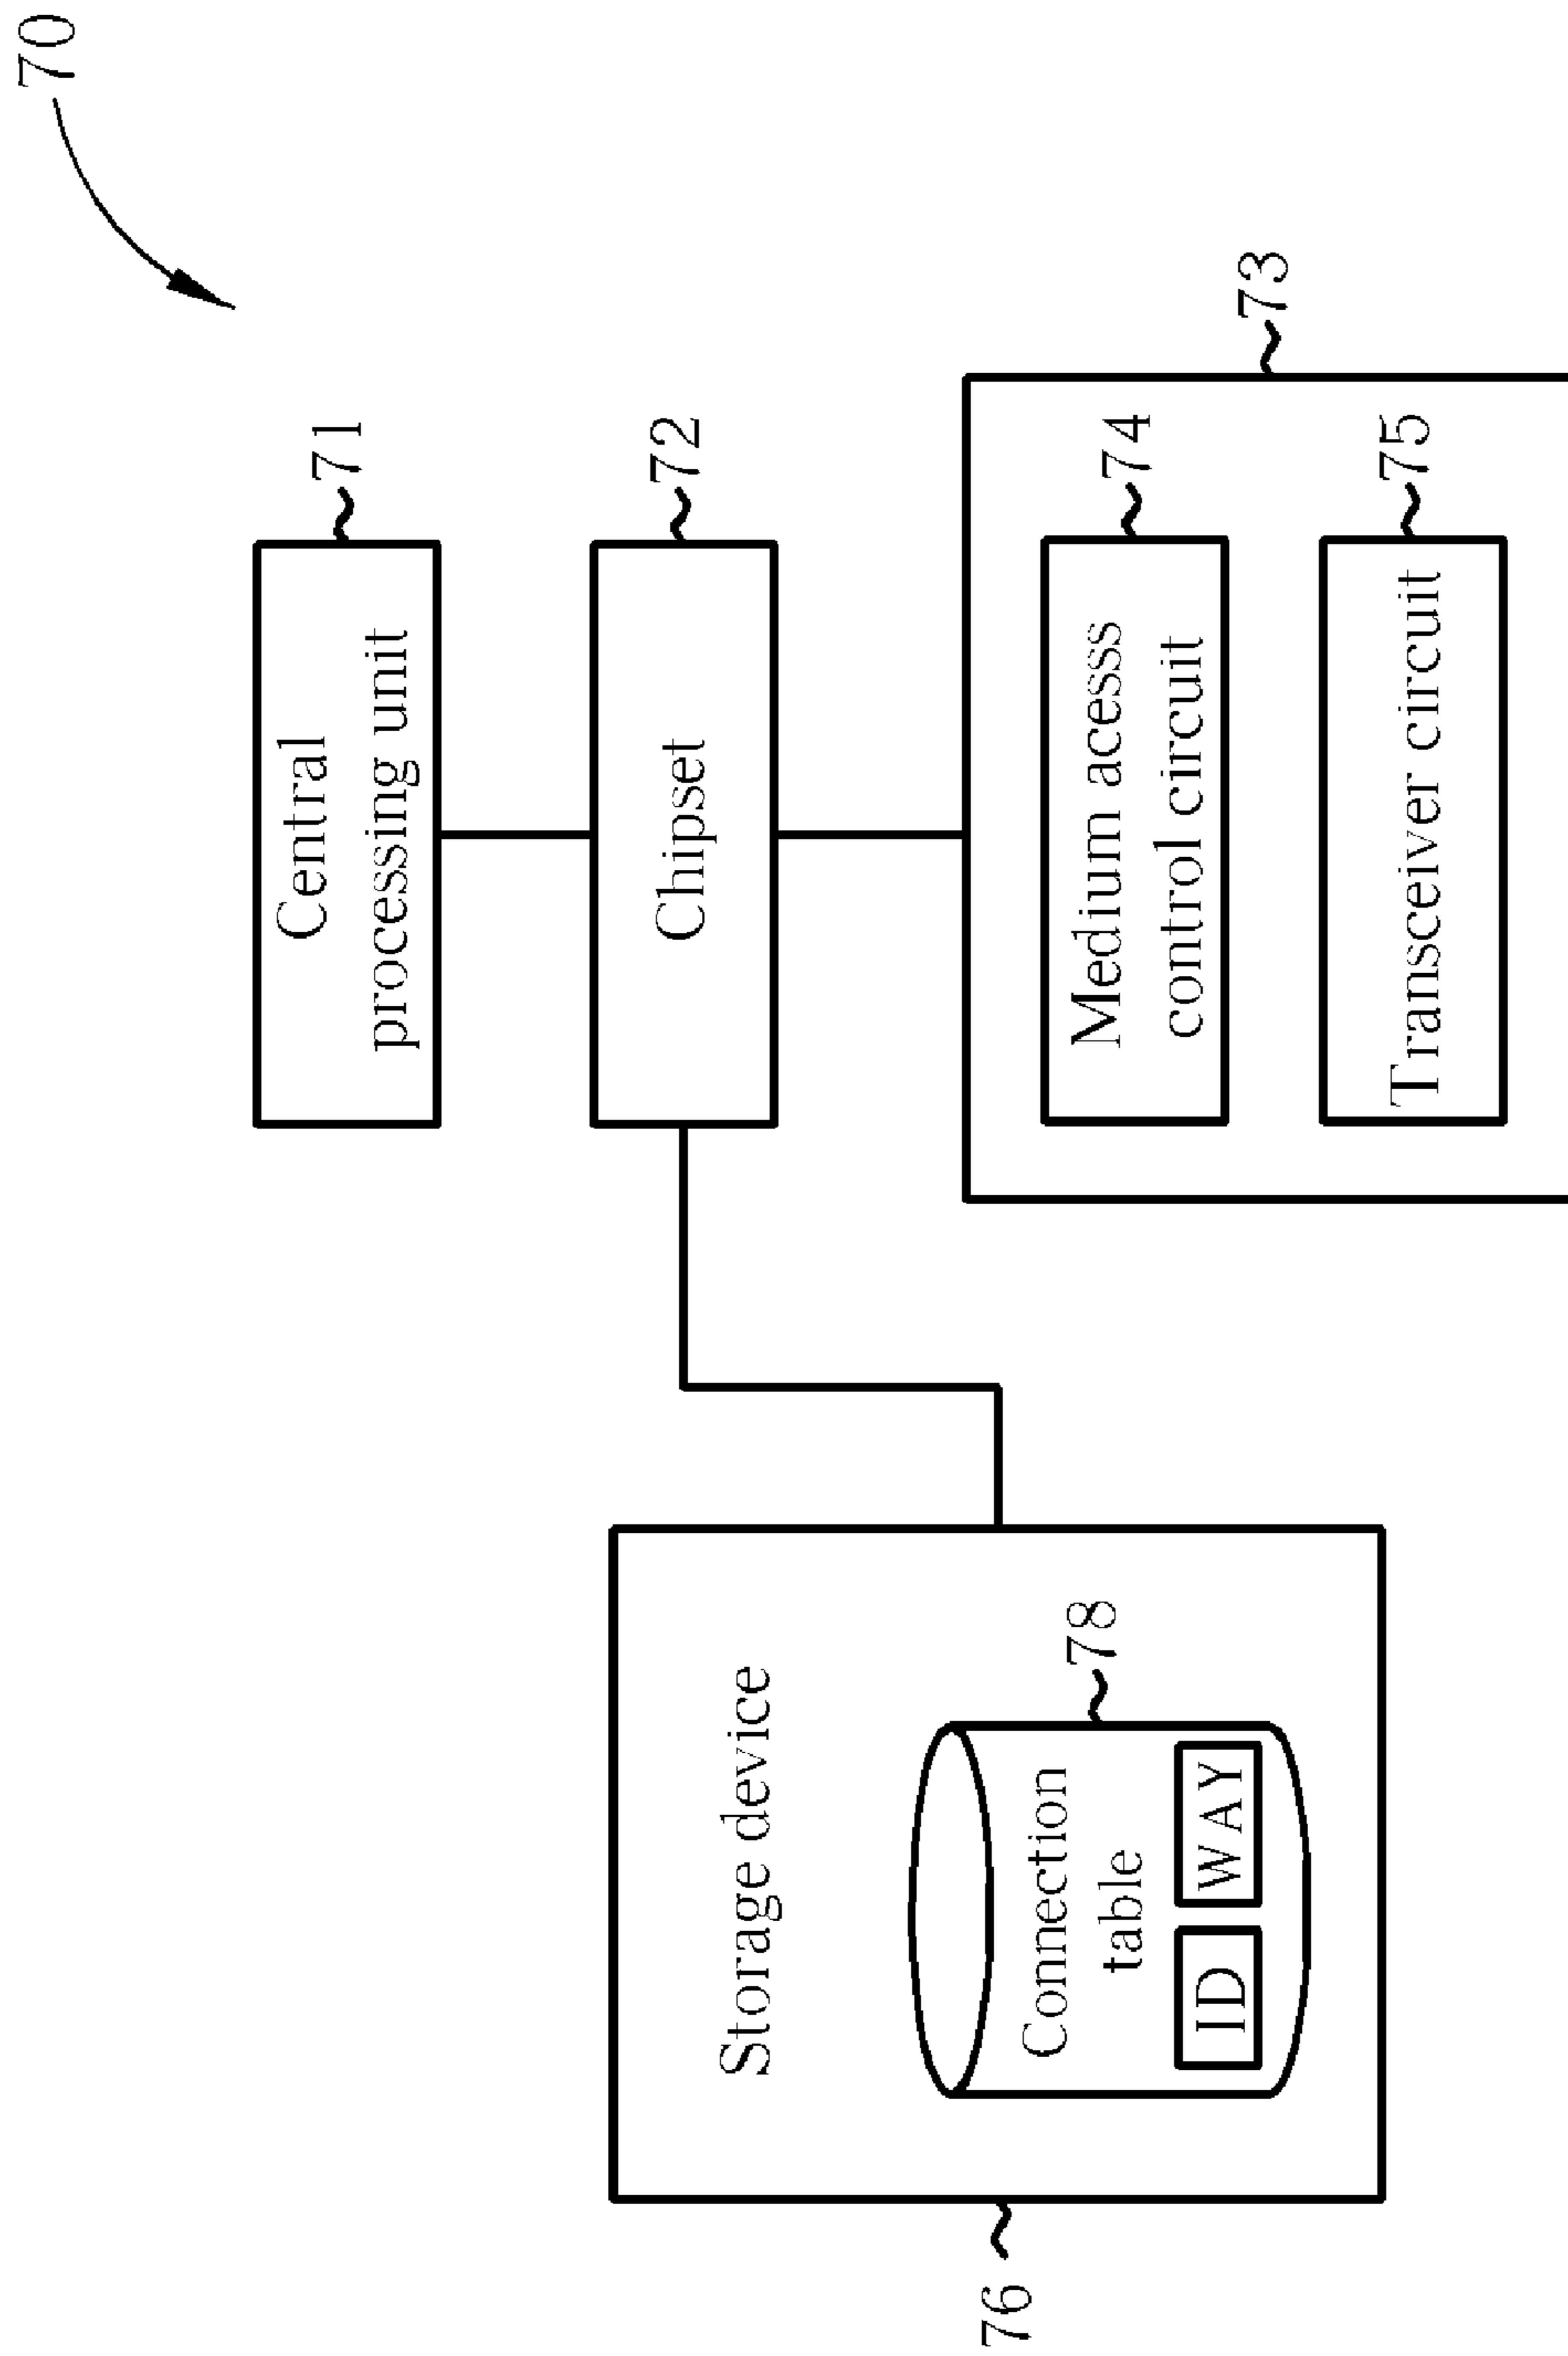 70
Central
processing unit
71
Chipset
72
73
Medium acesss
control circuit
74
Transceiver circuit
75
Storage device
76
Connection
table
78
ID
WAY